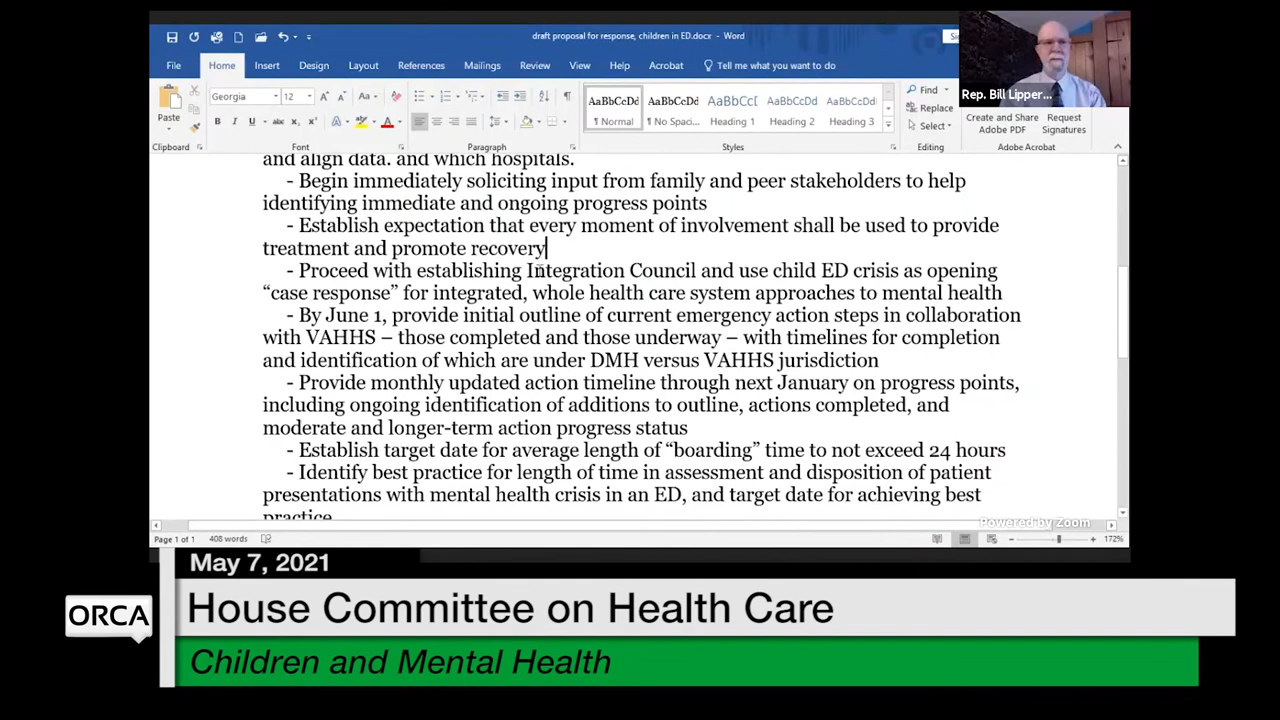 draft proposal for response, children in ED.docx - Word
File Home Insert Design Layout References Mailings Review View Help Acrobat Tell me what you want to do
Rep. Bill Lipper...
Paste
Georgia 12
AaBbCcDd AaBbCcDd AaBbCcD AaBbCcDd AaBbCcDd
¶ Normal ¶ No Spaci... Heading 1 Heading 2 Heading 3
Find
Replace
Select
Create and Share Adobe PDF
Request Signatures
Clipboard Font Paragraph Styles Editing Adobe Acrobat
and align data. and which hospitals.
- Begin immediately soliciting input from family and peer stakeholders to help
identifying immediate and ongoing progress points
- Establish expectation that every moment of involvement shall be used to provide
treatment and promote recovery
- Proceed with establishing Integration Council and use child ED crisis as opening
“case response” for integrated, whole health care system approaches to mental health
- By June 1, provide initial outline of current emergency action steps in collaboration
with VAHHS – those completed and those underway – with timelines for completion
and identification of which are under DMH versus VAHHS jurisdiction
- Provide monthly updated action timeline through next January on progress points,
including ongoing identification of additions to outline, actions completed, and
moderate and longer-term action progress status
- Establish target date for average length of “boarding” time to not exceed 24 hours
- Identify best practice for length of time in assessment and disposition of patient
presentations with mental health crisis in an ED, and target date for achieving best
practice
Powered by Zoom
Page 1 of 1 408 words 172%
May 7, 2021
ORCA
House Committee on Health Care
Children and Mental Health